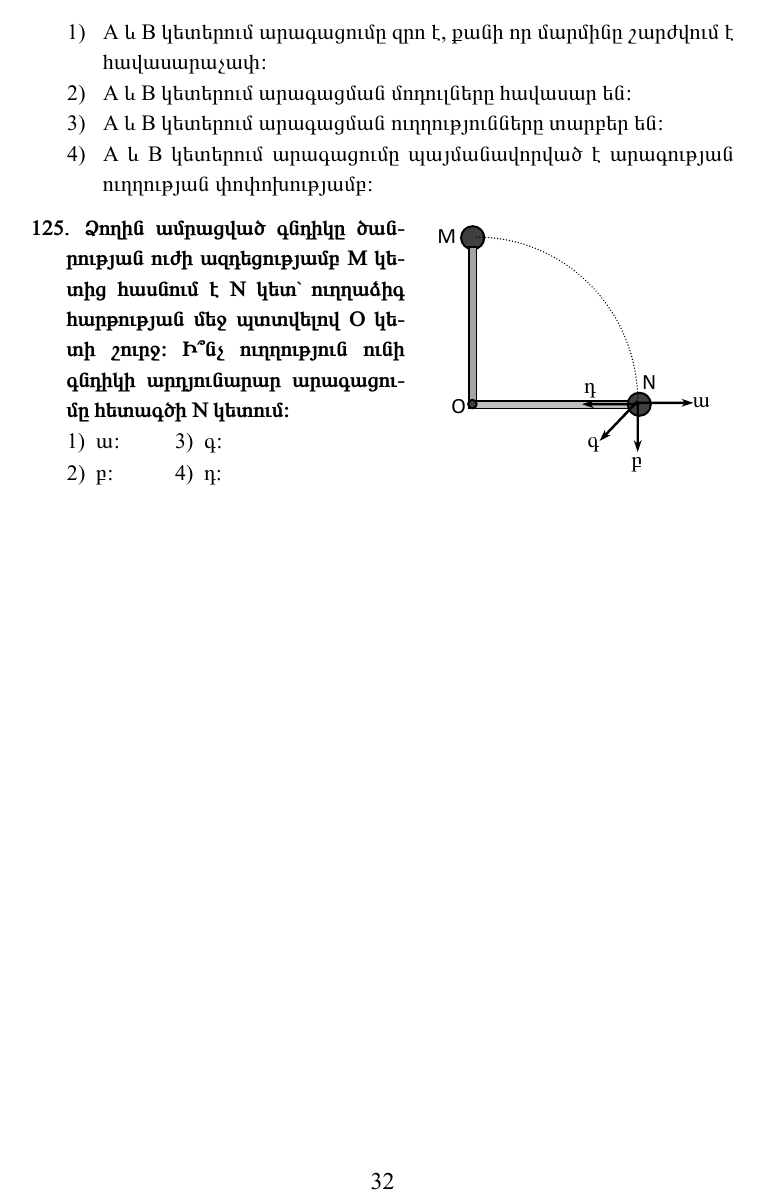 1) A և B կետերում արագացումը զրո է, քանի որ մարմինը շարժվում է
հավասարաչափ:
2) A և B կետերում արագացման մոդուլները հավասար են:
3) A և B կետերում արագացման ուղղությունները տարբեր են:
4) A և B կետերում արագացումը պայմանավորված է արագության
ուղղության փոփոխությամբ:
125. Ձողին ամրացված գնդիկը ծան-
րության ուժի ազդեցությամբ M կե-
տից հասնում է N կետ՝ ուղղաձիգ
հարթության մեջ պտտվելով O կե-
տի շուրջ: Ի՞նչ ուղղություն ունի
գնդիկի արդյունարար արագացու-
մը հետագծի N կետում:
1) ա: 3) գ:
2) բ: 4) դ:
M
դ N
O ա
գ
բ
32